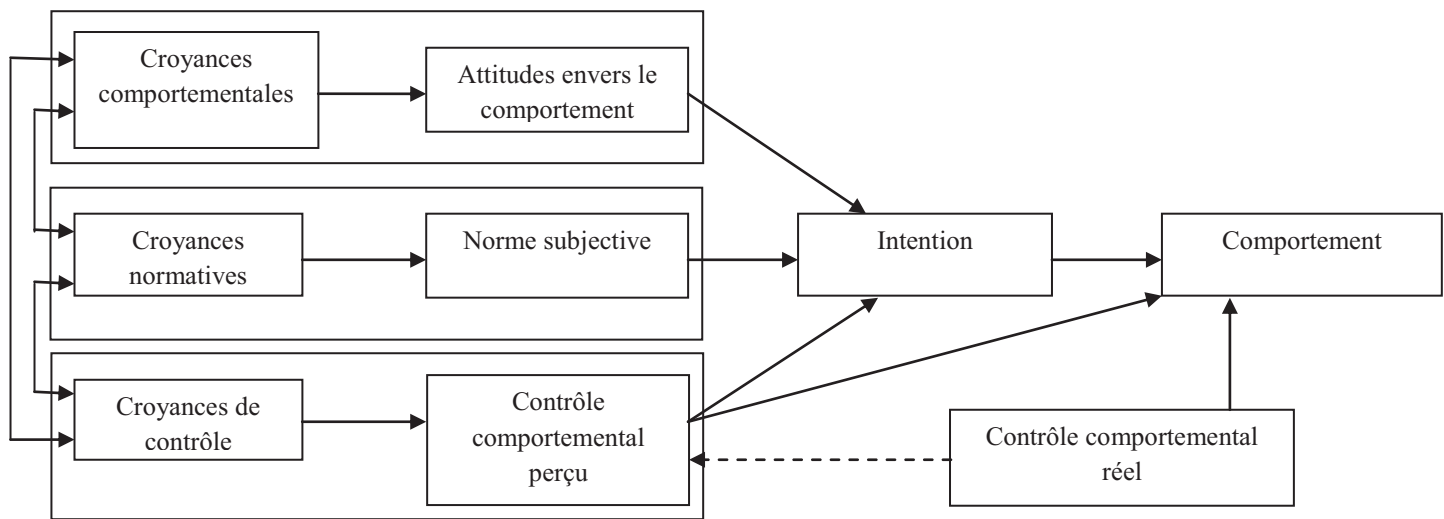 Croyances
comportementales
Attitudes envers le
comportement
Croyances
normatives
Norme subjective
Intention
Comportement
Croyances de
contrôle
Contrôle
comportemental
perçu
Contrôle comportemental
réel